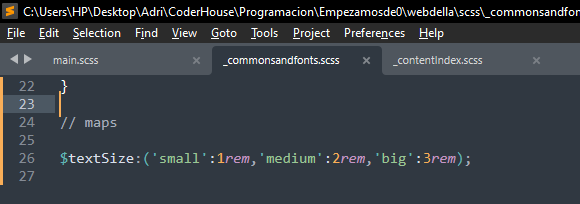 C:\Users\HP\Desktop\Adri\CoderHouse\Programacion\Empezamosde0\webdella\scss\_commonsandfon
File Edit Selection Find View Goto Tools Project Preferences Help
main.scss × _commonsandfonts.scss × _contentIndex.scss ×
22 }
23
24 // maps
25
26 $textSize:('small':1rem,'medium':2rem,'big':3rem);
27